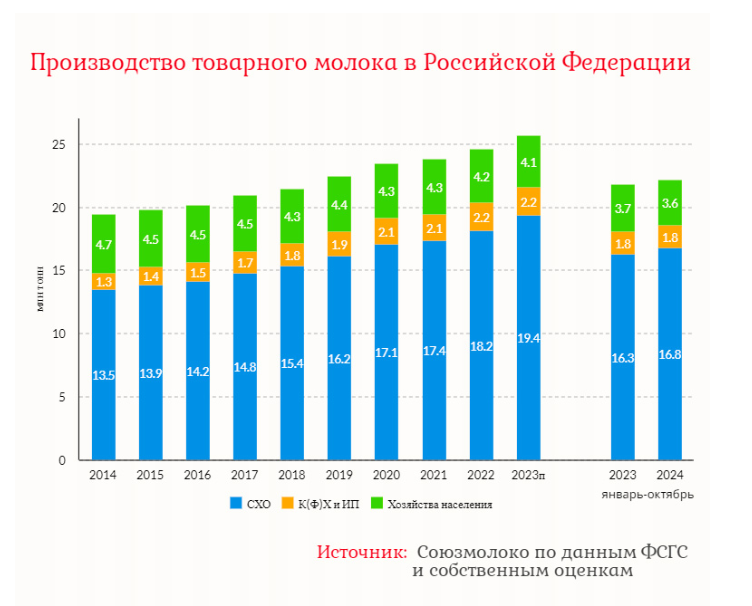 Производство товарного молока в Российской Федерации
млн тонн
25
20
15
10
5
0
4.7 4.5 4.5 4.5 4.3 4.4 4.3 4.3 4.2 4.1 3.7 3.6
1.3 1.4 1.5 1.7 1.8 1.9 2.1 2.1 2.2 2.2 1.8 1.8
13.5 13.9 14.2 14.8 15.4 16.2 17.1 17.4 18.2 19.4 16.3 16.8
2014 2015 2016 2017 2018 2019 2020 2021 2022 2023п 2023 2024
январь-октябрь
СХО К(Ф)Х и ИП Хозяйства населения
Источник: Союзмолоко по данным ФСГС
и собственным оценкам